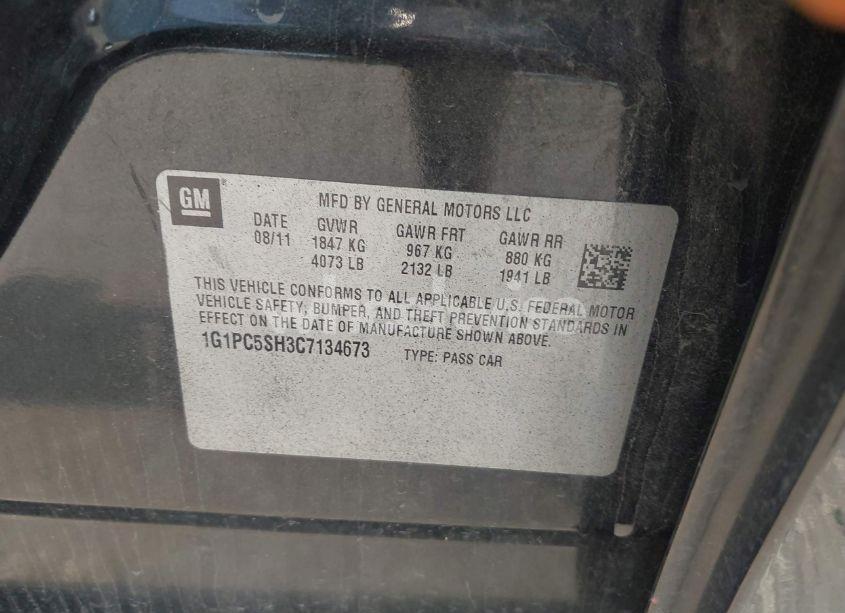 GM MFD BY GENERAL MOTORS LLC
DATE GVWR GAWR FRT GAWR RR
08/11 1847 KG 967 KG 880 KG
4073 LB 2132 LB 1941 LB
THIS VEHICLE CONFORMS TO ALL APPLICABLE U.S. FEDERAL MOTOR
VEHICLE SAFETY, BUMPER, AND THEFT PREVENTION STANDARDS IN
EFFECT ON THE DATE OF MANUFACTURE SHOWN ABOVE.
1G1PC5SH3C7134673 TYPE: PASS CAR